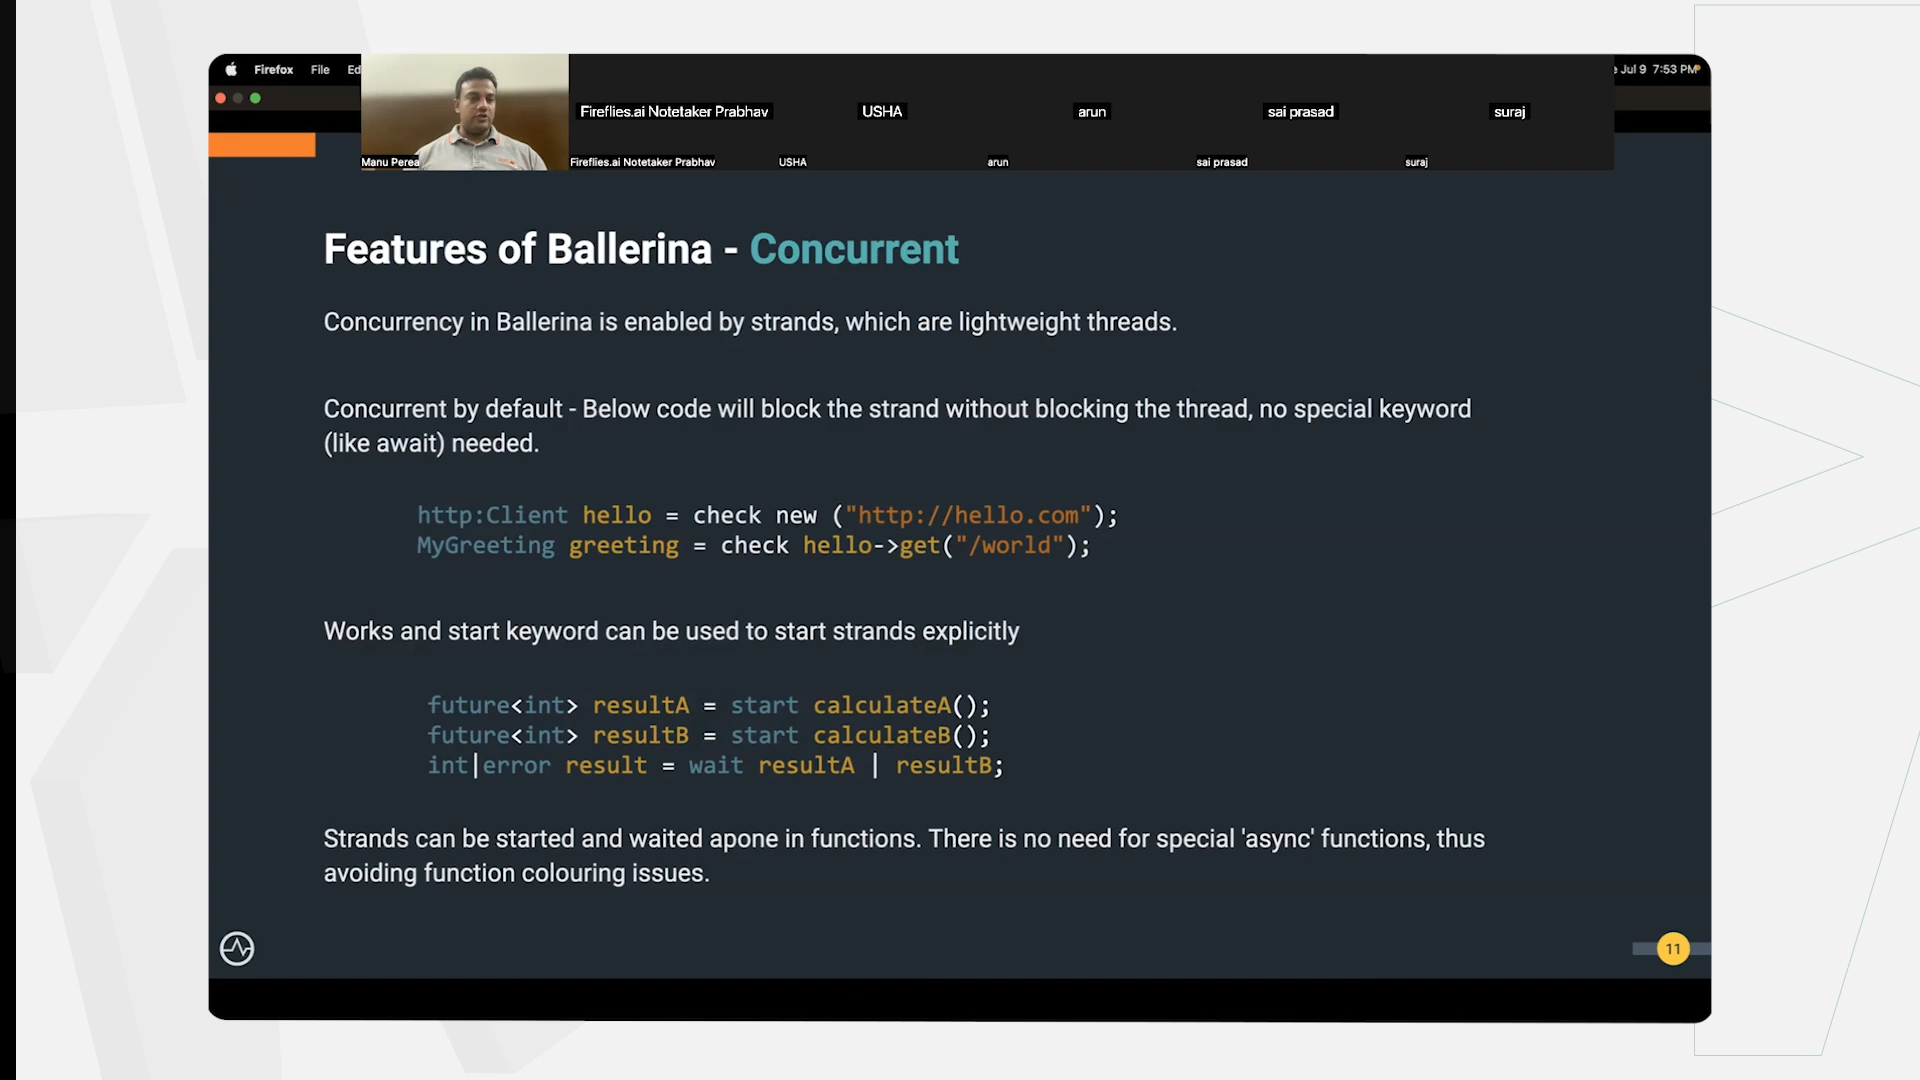 Firefox File Ed
e Jul 9 7:53 PM
Fireflies.ai Notetaker Prabhav USHA arun sai prasad suraj
Manu Perea Fireflies.ai Notetaker Prabhav USHA arun sai prasad suraj
Features of Ballerina - Concurrent
Concurrency in Ballerina is enabled by strands, which are lightweight threads.
Concurrent by default - Below code will block the strand without blocking the thread, no special keyword
(like await) needed.
http:Client hello = check new ("http://hello.com");
MyGreeting greeting = check hello->get("/world");
Works and start keyword can be used to start strands explicitly
future<int> resultA = start calculateA();
future<int> resultB = start calculateB();
int|error result = wait resultA | resultB;
Strands can be started and waited apone in functions. There is no need for special 'async' functions, thus
avoiding function colouring issues.
11